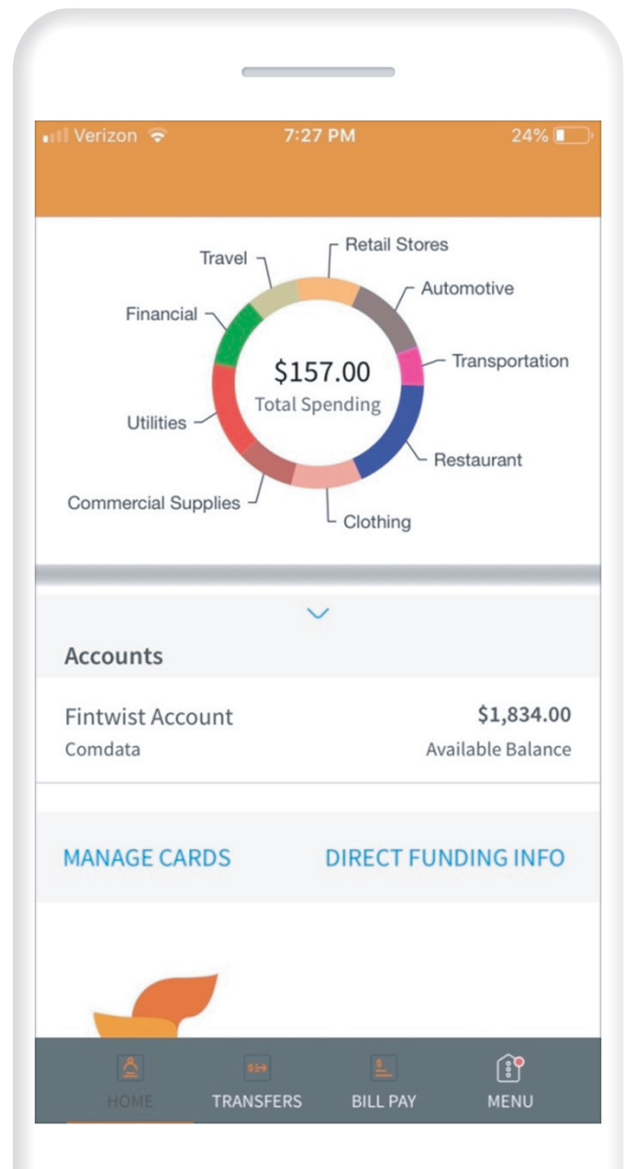 Verizon 7:27 PM 24%
Retail Stores
Travel
Automotive
Financial
Transportation
$157.00
Total Spending
Utilities
Restaurant
Commercial Supplies
Clothing
Accounts
Fintwist Account $1,834.00
Comdata Available Balance
MANAGE CARDS DIRECT FUNDING INFO
HOME TRANSFERS BILL PAY MENU